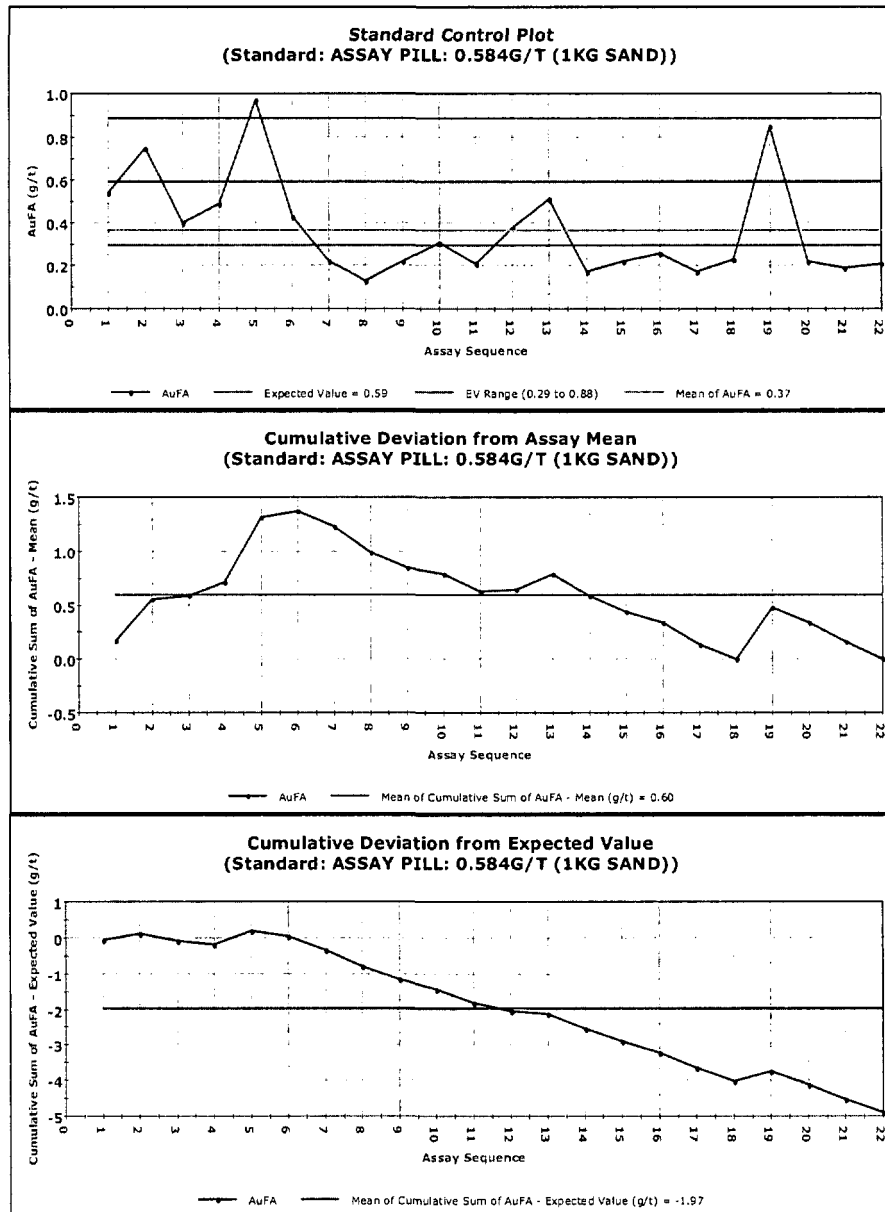 Standard Control Plot
(Standard: ASSAY PILL: 0.584G/T (1KG SAND))
AuFA (g/t)
1.0
0.8
0.6
0.4
0.2
0.0
0 1 2 3 4 5 6 7 8 9 10 11 12 13 14 15 16 17 18 19 20 21 22
Assay Sequence
AuFA Expected Value = 0.59 EV Range (0.29 to 0.88) Mean of AuFA = 0.37
Cumulative Deviation from Assay Mean
(Standard: ASSAY PILL: 0.584G/T (1KG SAND))
Cumulative Sum of AuFA - Mean (g/t)
1.5
1.0
0.5
0.0
-0.5
0 1 2 3 4 5 6 7 8 9 10 11 12 13 14 15 16 17 18 19 20 21 22
Assay Sequence
AuFA Mean of Cumulative Sum of AuFA - Mean (g/t) = 0.60
Cumulative Deviation from Expected Value
(Standard: ASSAY PILL: 0.584G/T (1KG SAND))
Cumulative Sum of AuFA - Expected Value (g/t)
1
0
-1
-2
-3
-4
-5
0 1 2 3 4 5 6 7 8 9 10 11 12 13 14 15 16 17 18 19 20 21 22
Assay Sequence
AuFA Mean of Cumulative Sum of AuFA - Expected Value (g/t) = -1.97